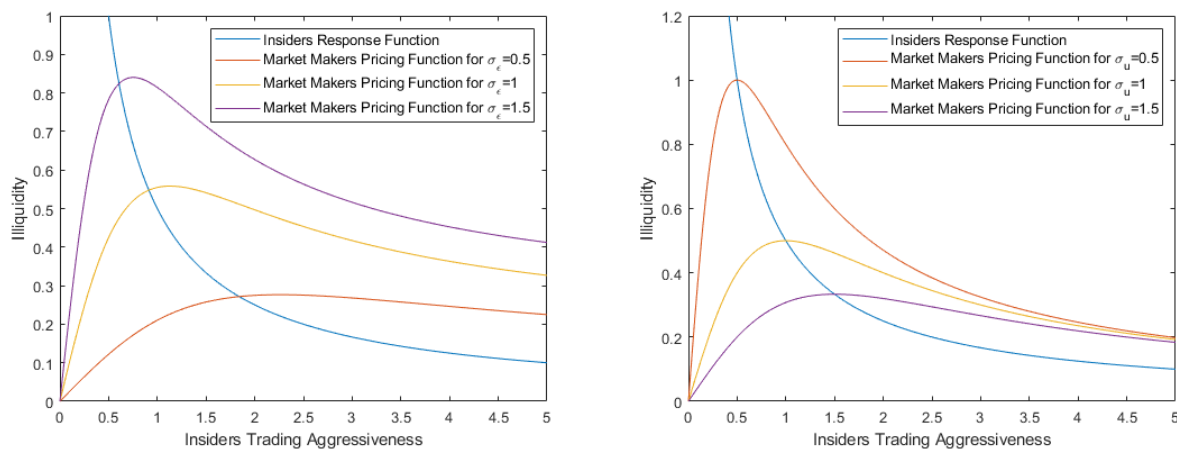 Insiders Response Function
Market Makers Pricing Function for σϵ=0.5
Market Makers Pricing Function for σϵ=1
Market Makers Pricing Function for σϵ=1.5
1
0.9
0.8
0.7
0.6
0.5
0.4
0.3
0.2
0.1
0
Illiquidity
0 0.5 1 1.5 2 2.5 3 3.5 4 4.5 5
Insiders Trading Aggressiveness
Insiders Response Function
Market Makers Pricing Function for σu=0.5
Market Makers Pricing Function for σu=1
Market Makers Pricing Function for σu=1.5
1.2
1
0.8
0.6
0.4
0.2
0
Illiquidity
0 0.5 1 1.5 2 2.5 3 3.5 4 4.5 5
Insiders Trading Aggressiveness